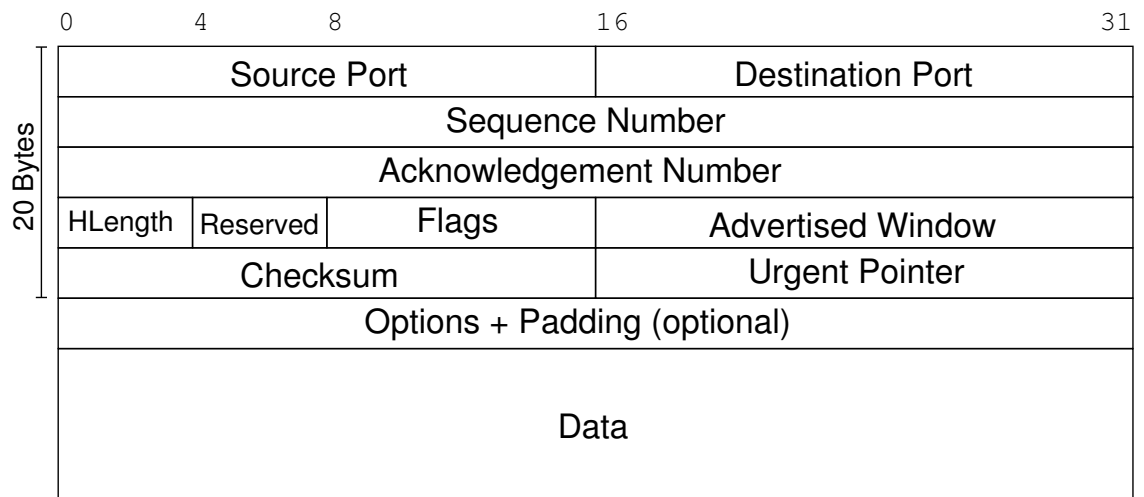 0 4 8 16 31
Source Port Destination Port
Sequence Number
Acknowledgement Number
HLength Reserved Flags Advertised Window
Checksum Urgent Pointer
Options + Padding (optional)
Data
20 Bytes